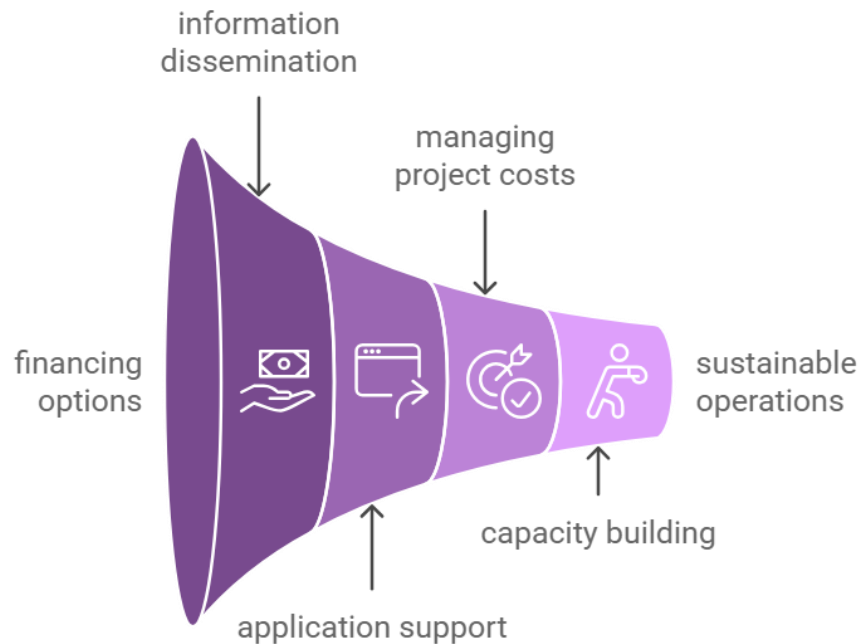 information
dissemination
managing
project costs
financing
options
sustainable
operations
capacity building
application support